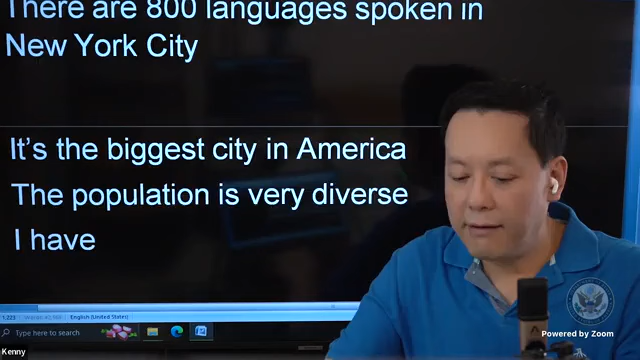 There are 800 languages spoken in
New York City
It's the biggest city in America
The population is very diverse
I have
English (United States)
Type here to search
Powered by Zoom
Kenny